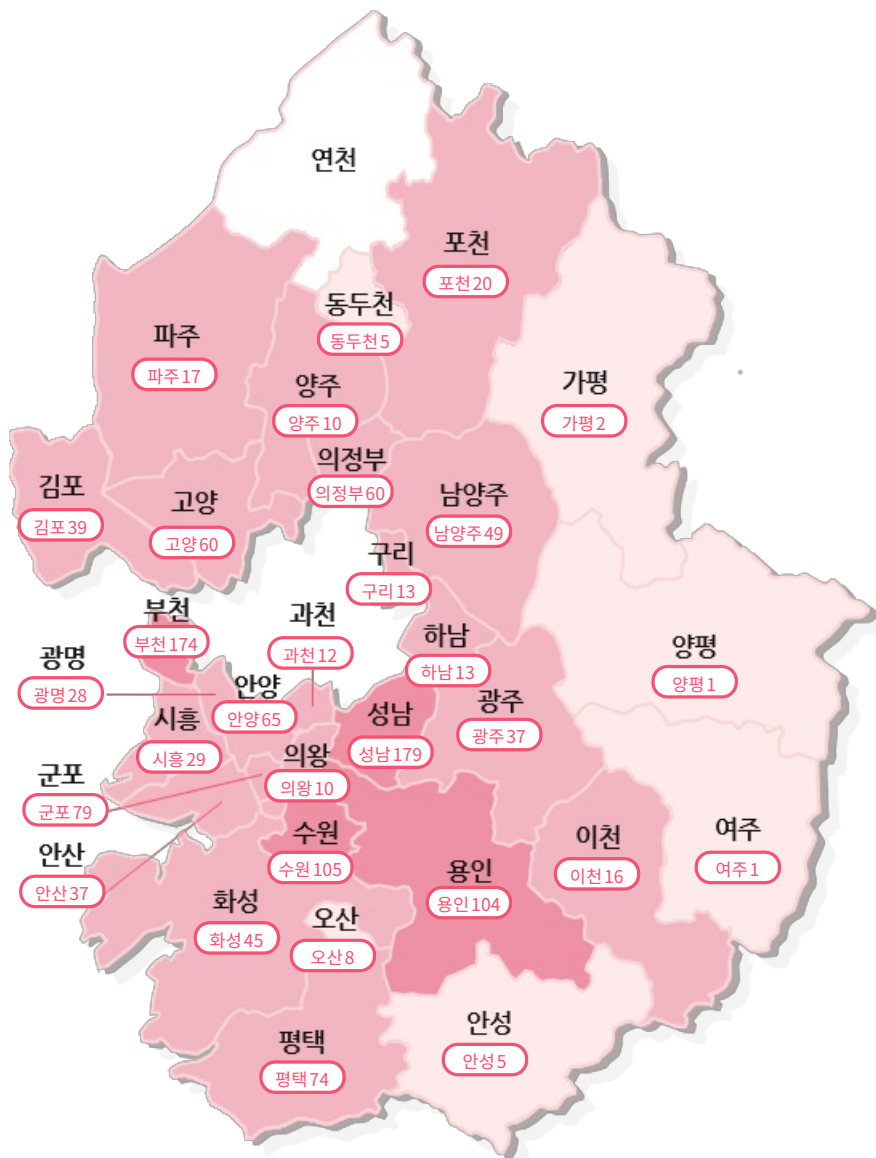 연천
포천
포천20
동두천
동두천5
파주
파주17
가평
가평2
양주
양주10
의정부
의정부60
김포
김포39
고양
고양60
남양주
남양주49
구리
구리13
부천
부천174
과천
과천12
하남
하남13
양평
양평1
광명
광명28
안양
안양65
시흥
시흥29
성남
성남179
광주
광주37
의왕
의왕10
군포
군포79
수원
수원105
안산
안산37
용인
용인104
이천
이천16
여주
여주1
화성
화성45
오산
오산8
안성
안성5
평택
평택74